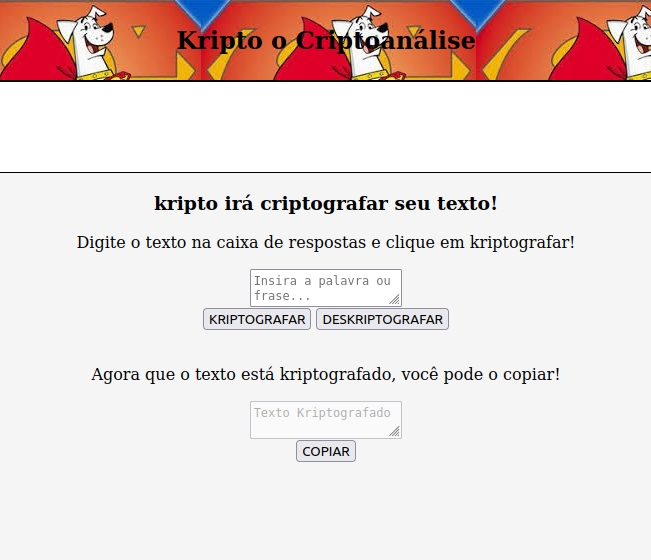 Kripto o Criptoanálise
kripto irá criptografar seu texto!
Digite o texto na caixa de respostas e clique em kriptografar!
Insira a palavra ou
frase...
KRIPTOGRAFAR DESKRIPTOGRAFAR
Agora que o texto está kriptografado, você pode o copiar!
Texto Kriptografado
COPIAR